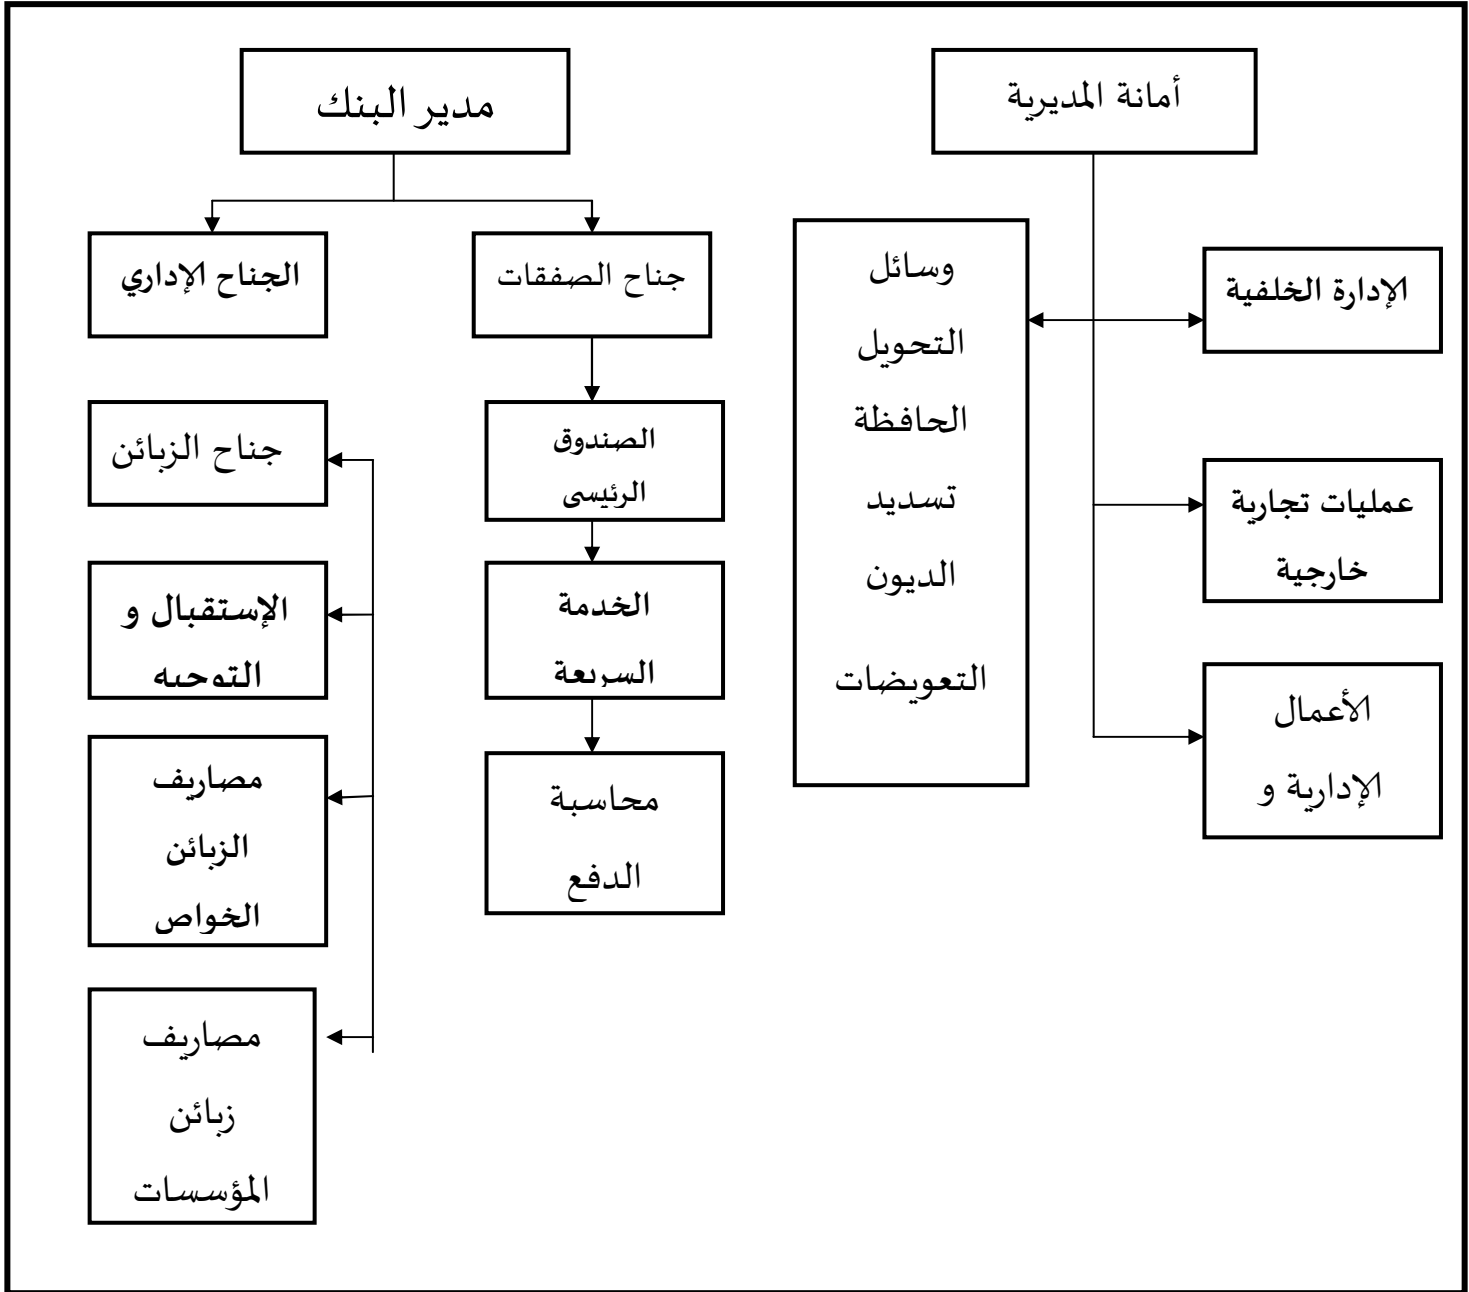 أمانة المديرية
مدير البنك
الإدارة الخلفية
وسائل
التحويل
الحافظة
تسديد
الديون
التعويضات
جناح الصفقات
الجناح الإداري
عمليات تجارية
خارجية
الصندوق
الرئيسي
جناح الزبائن
الأعمال
الإدارية و
الخدمة
السريعة
الإستقبال و
التوجيه
محاسبة
الدفع
مصاريف
الزبائن
الخواص
مصاريف
زبائن
المؤسسات